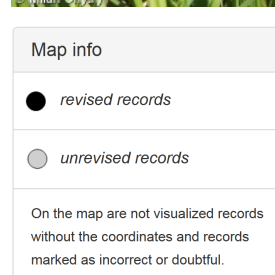 Map info
revised records
unrevised records
On the map are not visualized records
without the coordinates and records
marked as incorrect or doubtful.